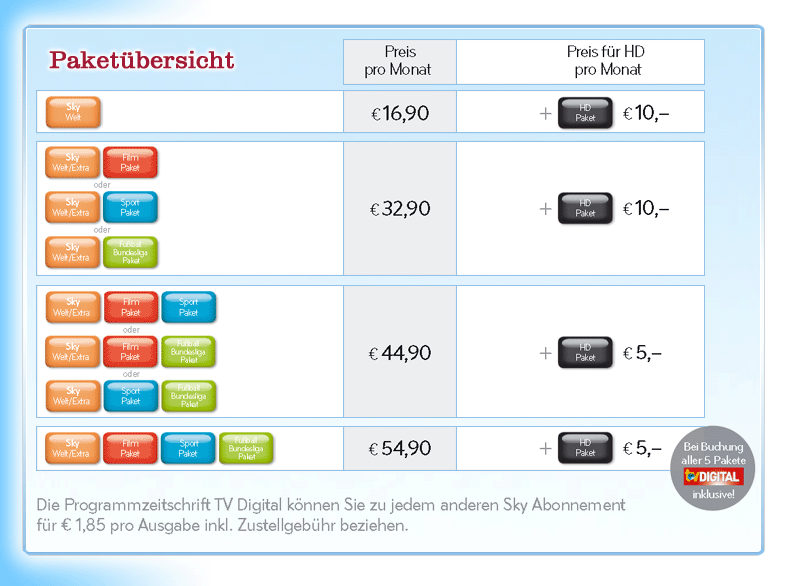 Paketübersicht
Preis
pro Monat
Preis für HD
pro Monat
Sky
Welt
€ 16,90
+ HD
Paket
€ 10,–
Sky
Welt/Extra
Film
Paket
oder
Sky
Welt/Extra
Sport
Paket
oder
Sky
Welt/Extra
Fußball
Bundesliga
Paket
€ 32,90
+ HD
Paket
€ 10,–
Sky
Welt/Extra
Film
Paket
Sport
Paket
oder
Sky
Welt/Extra
Film
Paket
Fußball
Bundesliga
Paket
oder
Sky
Welt/Extra
Sport
Paket
Fußball
Bundesliga
Paket
€ 44,90
+ HD
Paket
€ 5,–
Sky
Welt/Extra
Film
Paket
Sport
Paket
Fußball
Bundesliga
Paket
€ 54,90
+ HD
Paket
€ 5,–
Bei Buchung
aller 5 Pakete
tv DIGITAL
inklusive!
Die Programmzeitschrift TV Digital können Sie zu jedem anderen Sky Abonnement
für € 1,85 pro Ausgabe inkl. Zustellgebühr beziehen.